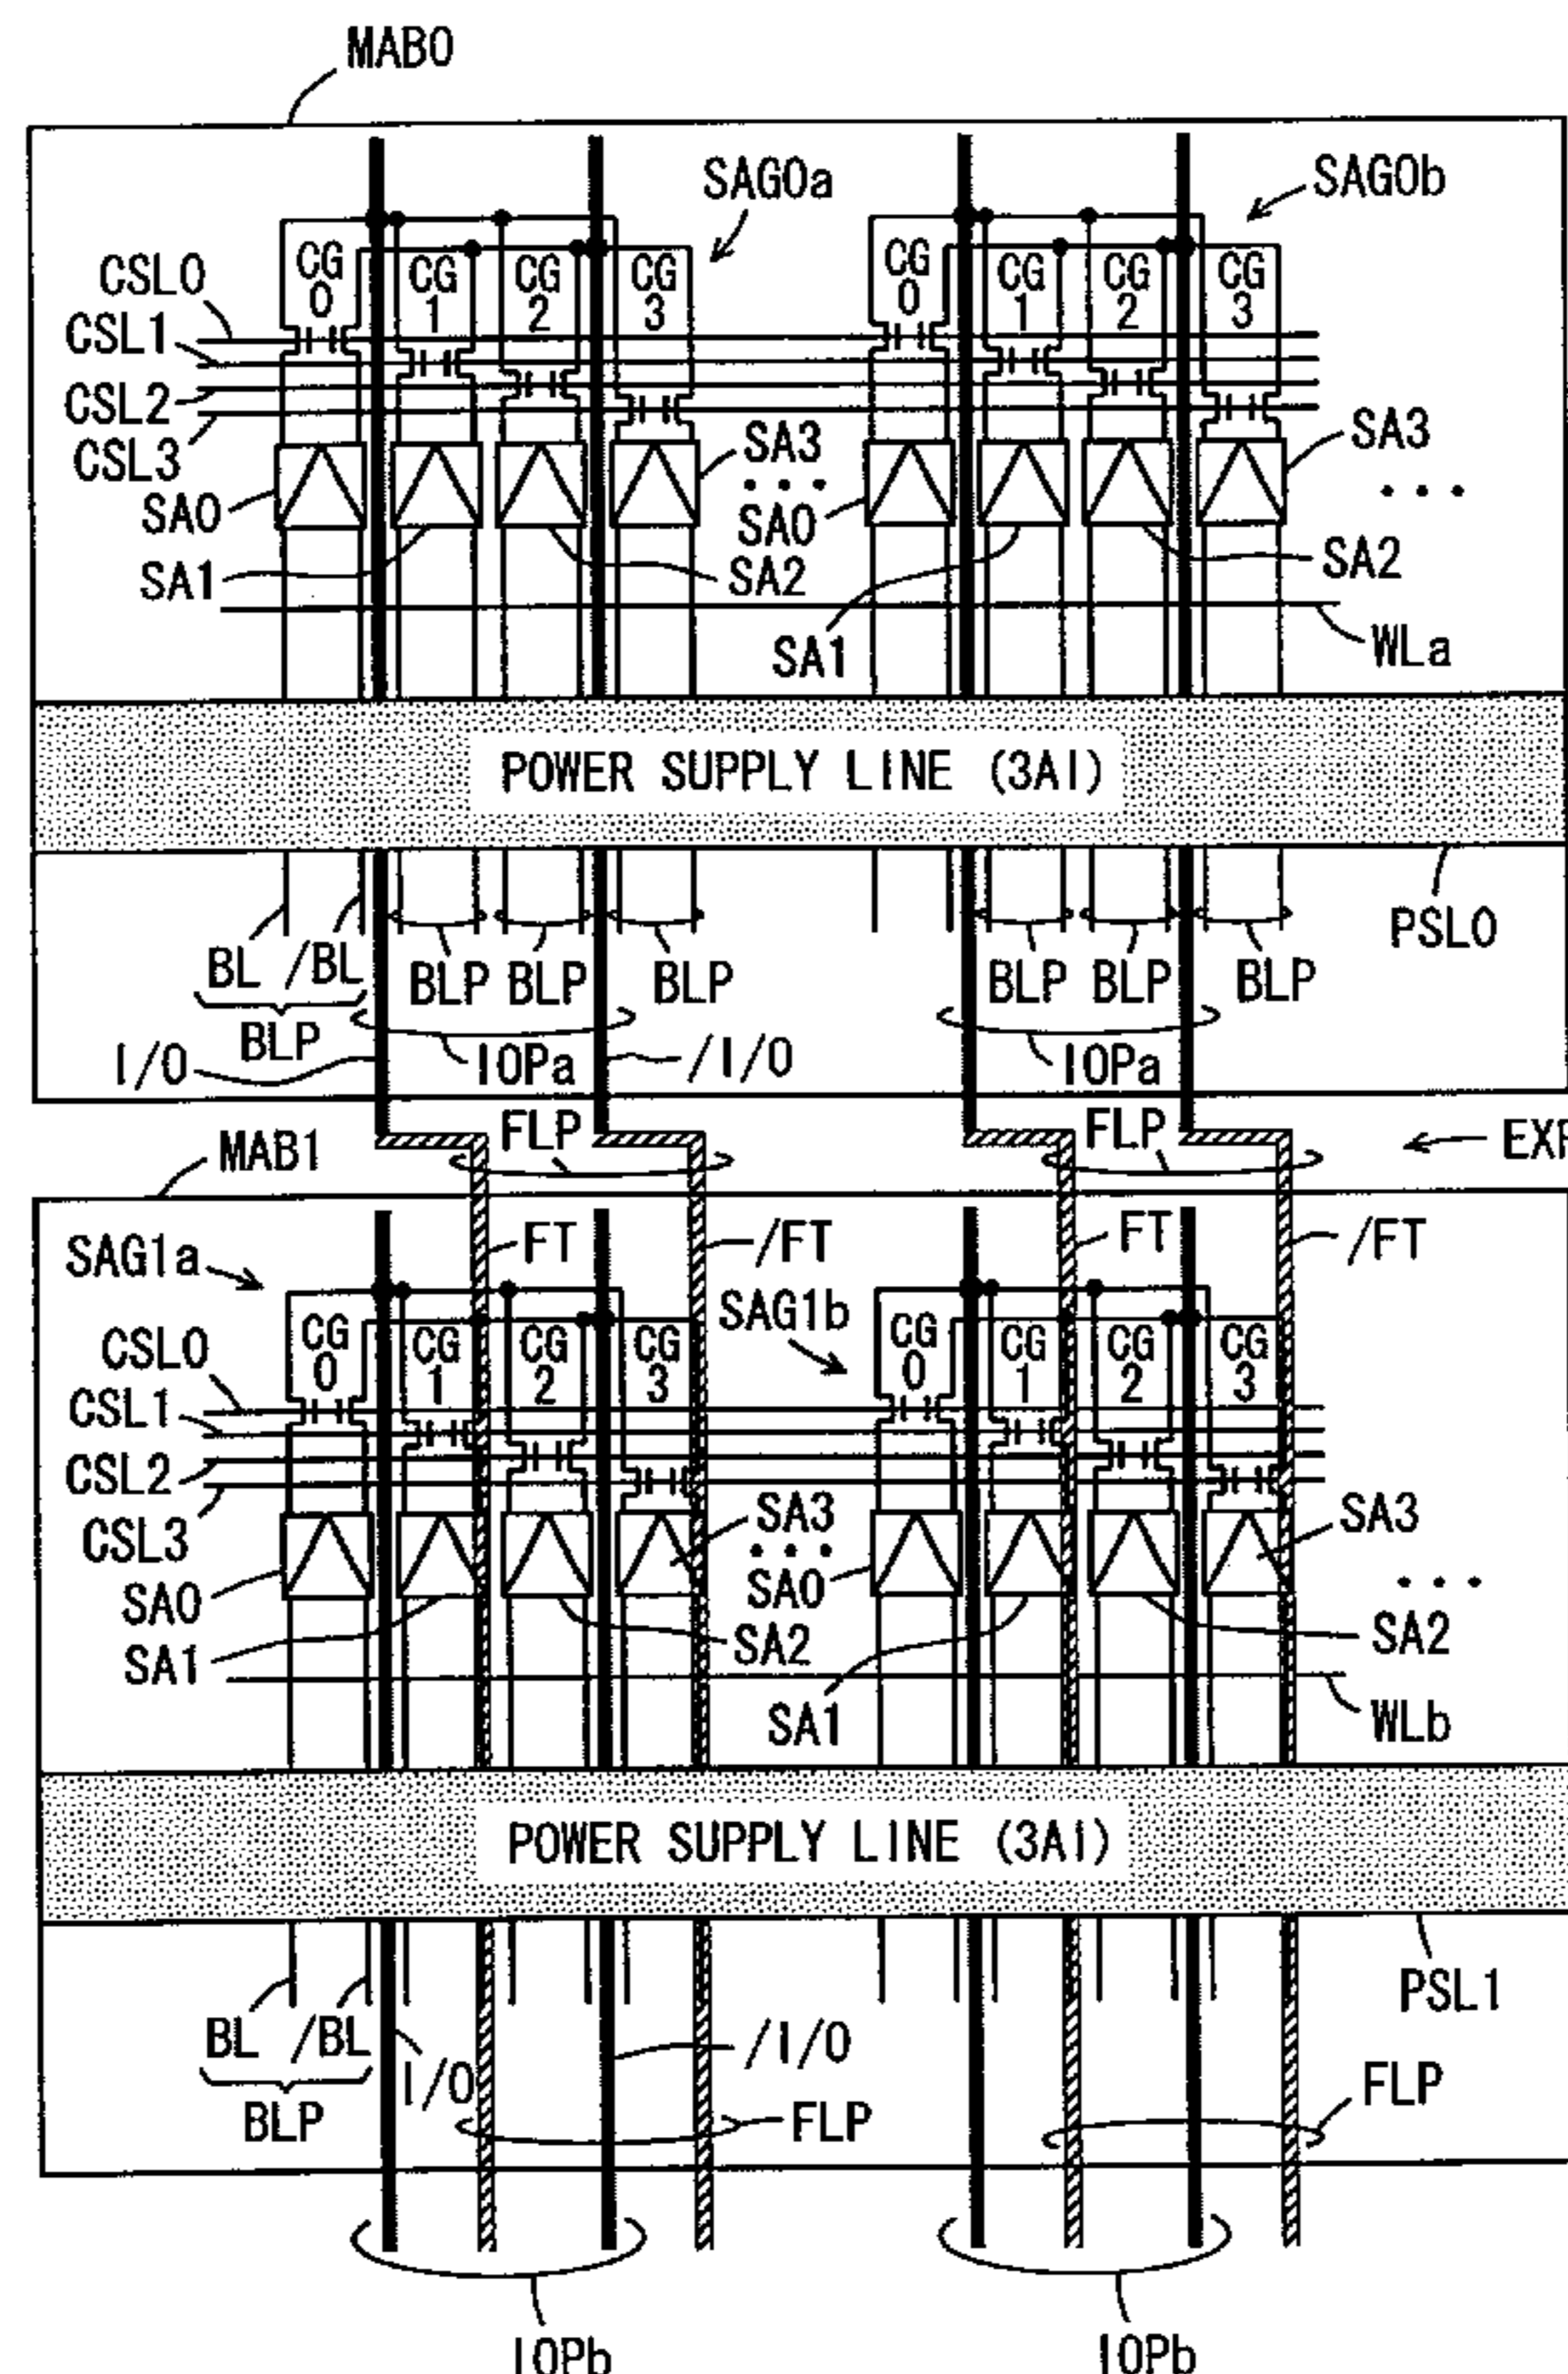 MAB0
SAG0a
SAG0b
CG 0
CG 1
CG 2
CG 3
CG 0
CG 1
CG 2
CG 3
CSL0
CSL1
CSL2
CSL3
SA0
SA1
SA3
• • •
SA0
SA2
SA1
SA3
• • •
SA2
WLa
POWER SUPPLY LINE (3Al)
PSL0
BL /BL
BLP
BLP
BLP
BLP
BLP
BLP
BLP
I/O
IOPa
/I/O
IOPa
FLP
FLP
MAB1
SAG1a
FT
/FT
SAG1b
FT
/FT
CG 0
CG 1
CG 2
CG 3
CG 0
CG 1
CG 2
CG 3
CSL0
CSL1
CSL2
CSL3
SA0
SA1
SA3
• • •
SA0
SA2
SA1
SA3
• • •
SA2
WLb
POWER SUPPLY LINE (3Al)
PSL1
BL /BL
BLP
I/O
/I/O
FLP
FLP
IOPb
IOPb